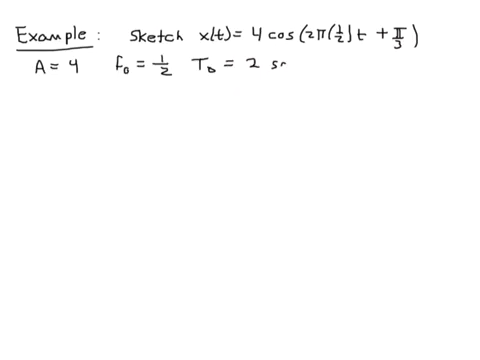 Example: Sketch x(t) = 4 cos(2π(½)t + π/3)
A = 4 f₀ = ½ T₀ = 2